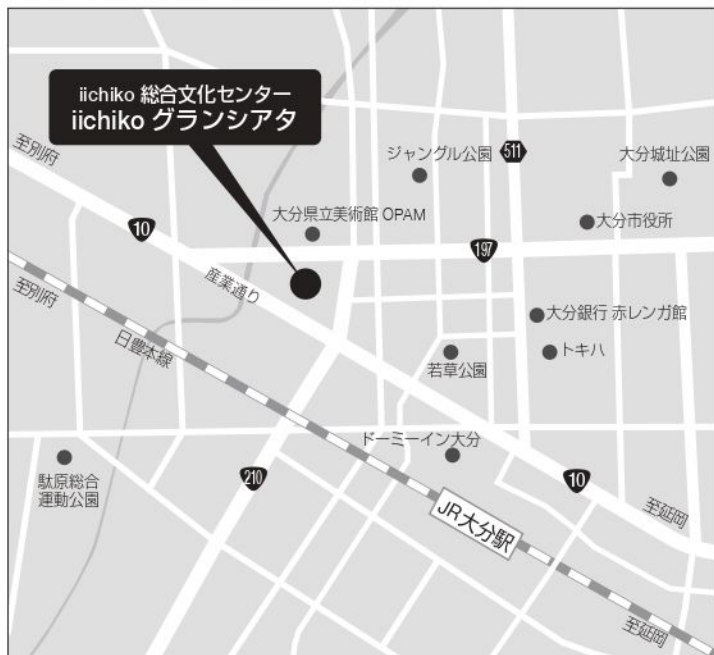 iichiko 総合文化センター
iichiko グランシアタ
至別府
10
ジャングル公園
511
大分城址公園
大分県立美術館 OPAM
大分市役所
197
至別府
産業通り
日豊本線
大分銀行 赤レンガ館
若草公園
トキハ
ドーミーイン大分
駄原総合
運動公園
210
10
JR大分駅
至延岡
至延岡